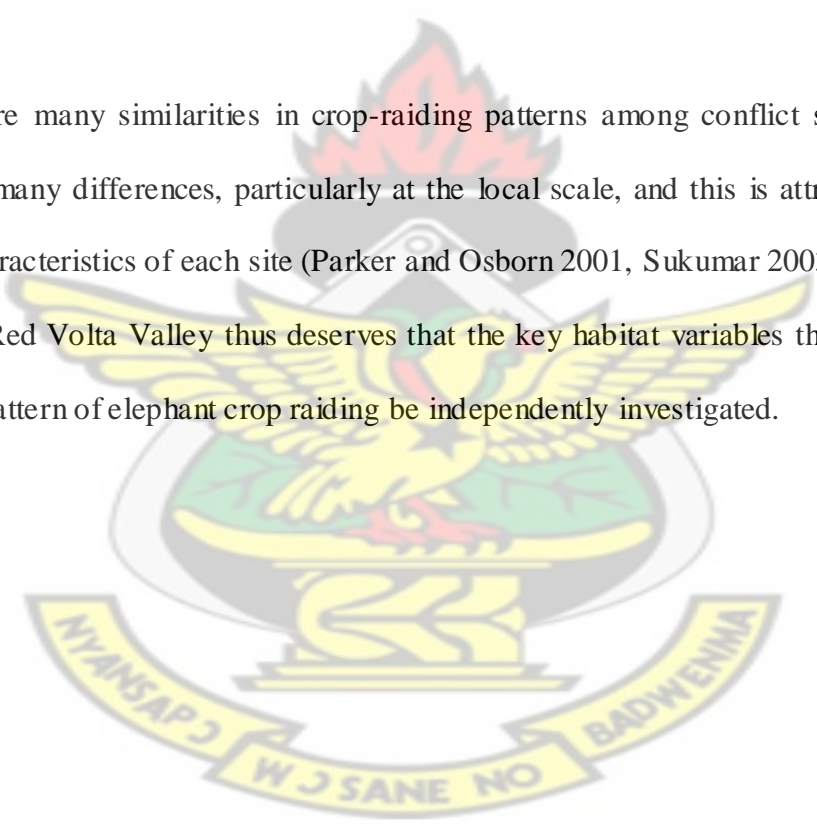 re many similarities in crop-raiding patterns among conflict s
many differences, particularly at the local scale, and this is attr
racteristics of each site (Parker and Osborn 2001, Sukumar 200
Red Volta Valley thus deserves that the key habitat variables th
attern of elephant crop raiding be independently investigated.
NYANSAPƆ
WƆSANE NO
BADWENMA